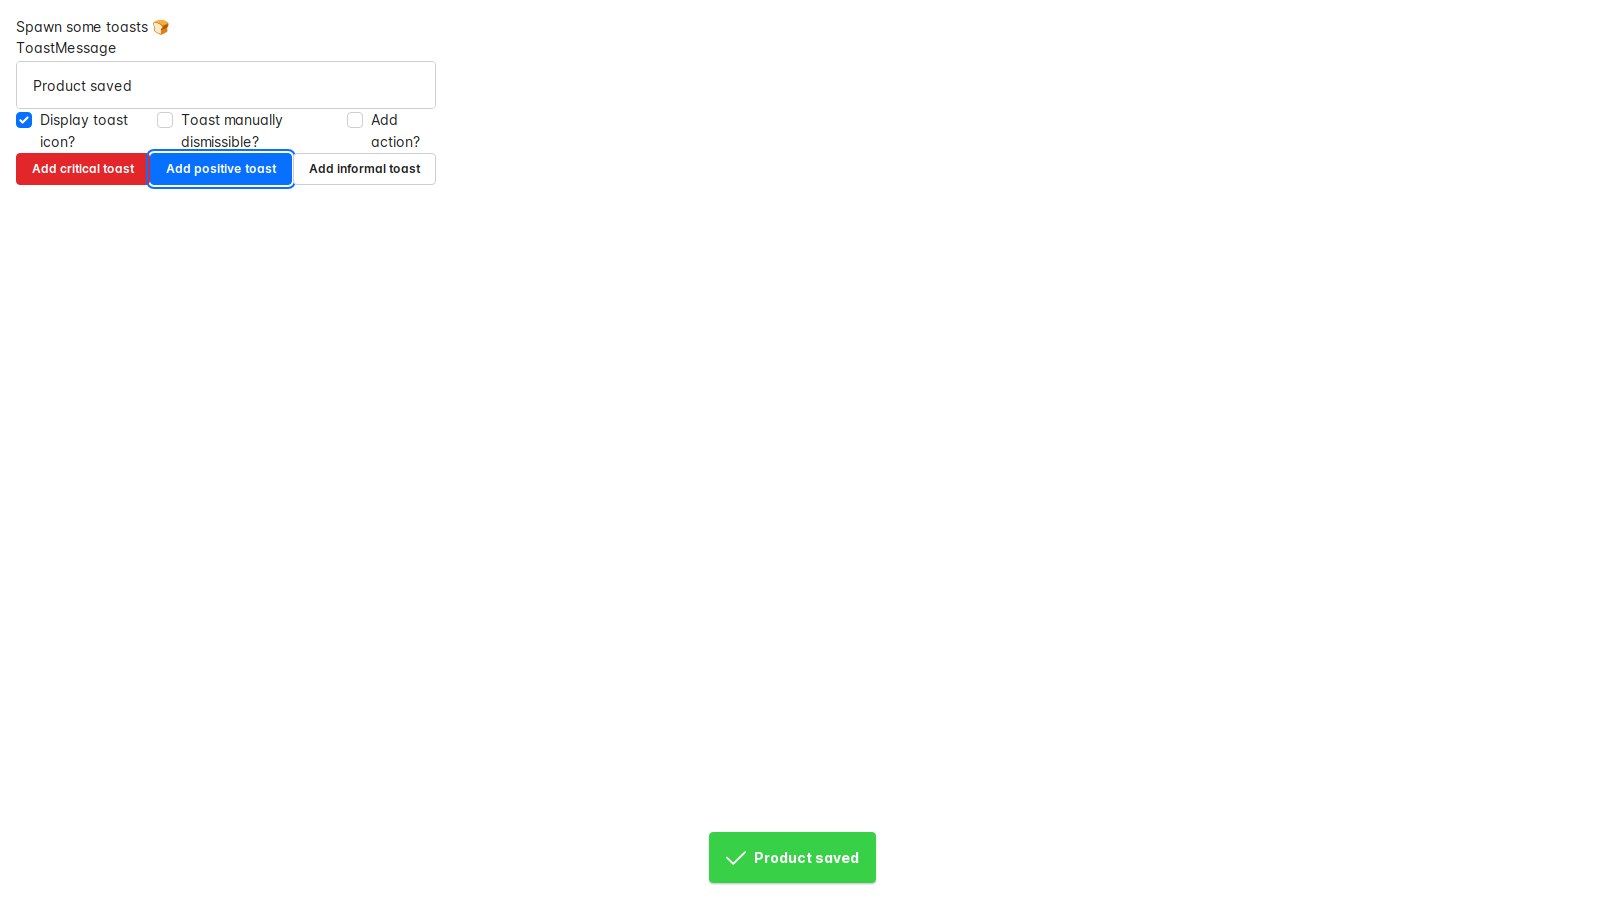 Spawn some toasts 🍞
ToastMessage
Product saved
Display toast icon?
Toast manually dismissible?
Add action?
Add critical toast
Add positive toast
Add informal toast
Product saved